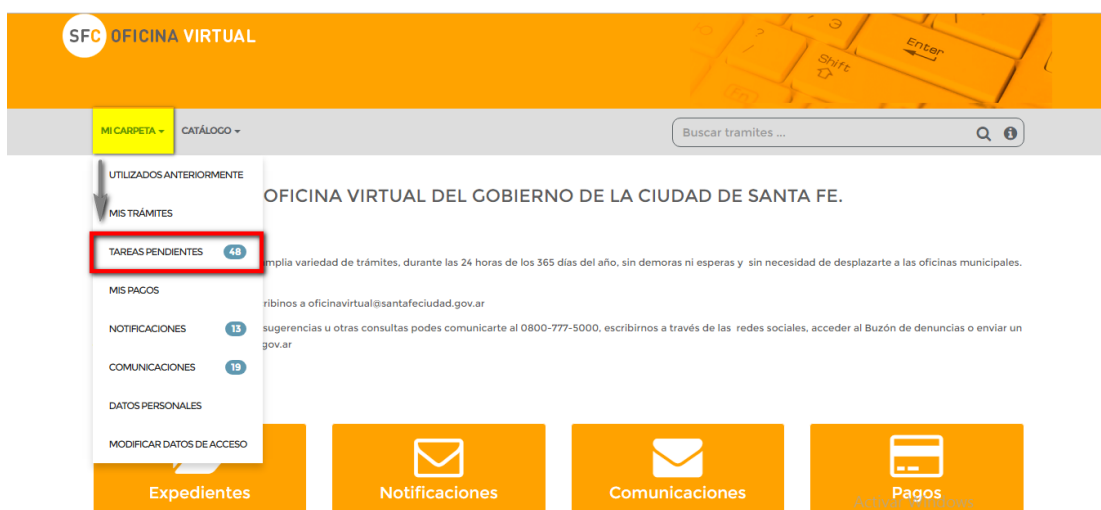 SFC OFICINA VIRTUAL
?
Shift
Enter
Fn
MI CARPETA
CATÁLOGO
Buscar tramites ...
UTILIZADOS ANTERIORMENTE
OFICINA VIRTUAL DEL GOBIERNO DE LA CIUDAD DE SANTA FE.
MIS TRÁMITES
TAREAS PENDIENTES 48
mplia variedad de trámites, durante las 24 horas de los 365 días del año, sin demoras ni esperas y sin necesidad de desplazarte a las oficinas municipales.
MIS PAGOS
ribinos a oficinavirtual@santafeciudad.gov.ar
NOTIFICACIONES 13
sugerencias u otras consultas podes comunicarte al 0800-777-5000, escribirnos a través de las redes sociales, acceder al Buzón de denuncias o enviar un
gov.ar
COMUNICACIONES 19
DATOS PERSONALES
MODIFICAR DATOS DE ACCESO
Expedientes
Notificaciones
Comunicaciones
Pagos